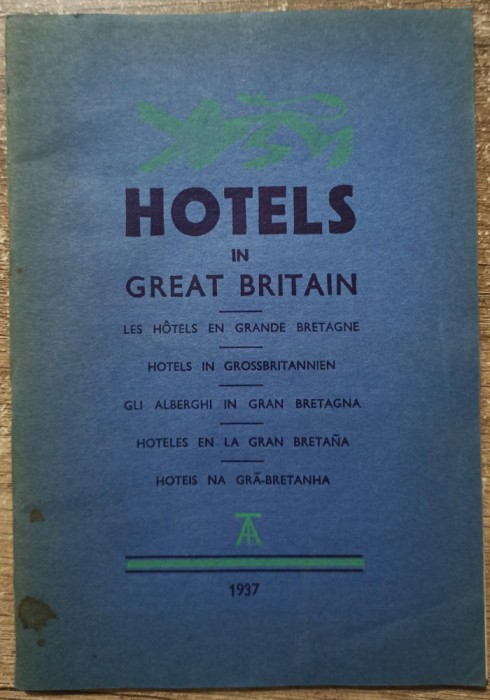 HOTELS
IN
GREAT BRITAIN
LES HÔTELS EN GRANDE BRETAGNE
HOTELS IN GROSSBRITANNIEN
GLI ALBERGHI IN GRAN BRETAGNA
HOTELES EN LA GRAN BRETAÑA
HOTEIS NA GRÃ-BRETANHA
1937